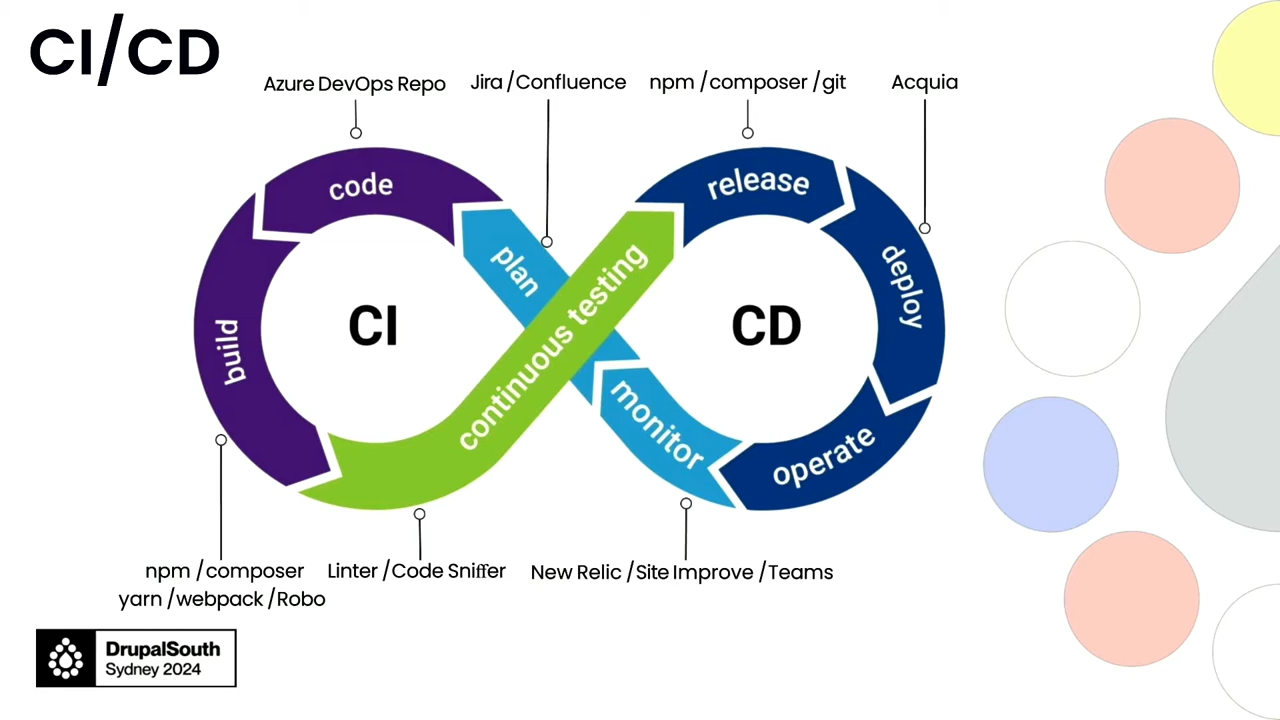 CI/CD
Azure DevOps Repo
Jira /Confluence
npm /composer /git
Acquia
code
release
plan
continuous testing
deploy
build
CI
CD
monitor
operate
npm /composer
yarn /webpack /Robo
Linter /Code Sniffer
New Relic /Site Improve /Teams
DrupalSouth
Sydney 2024